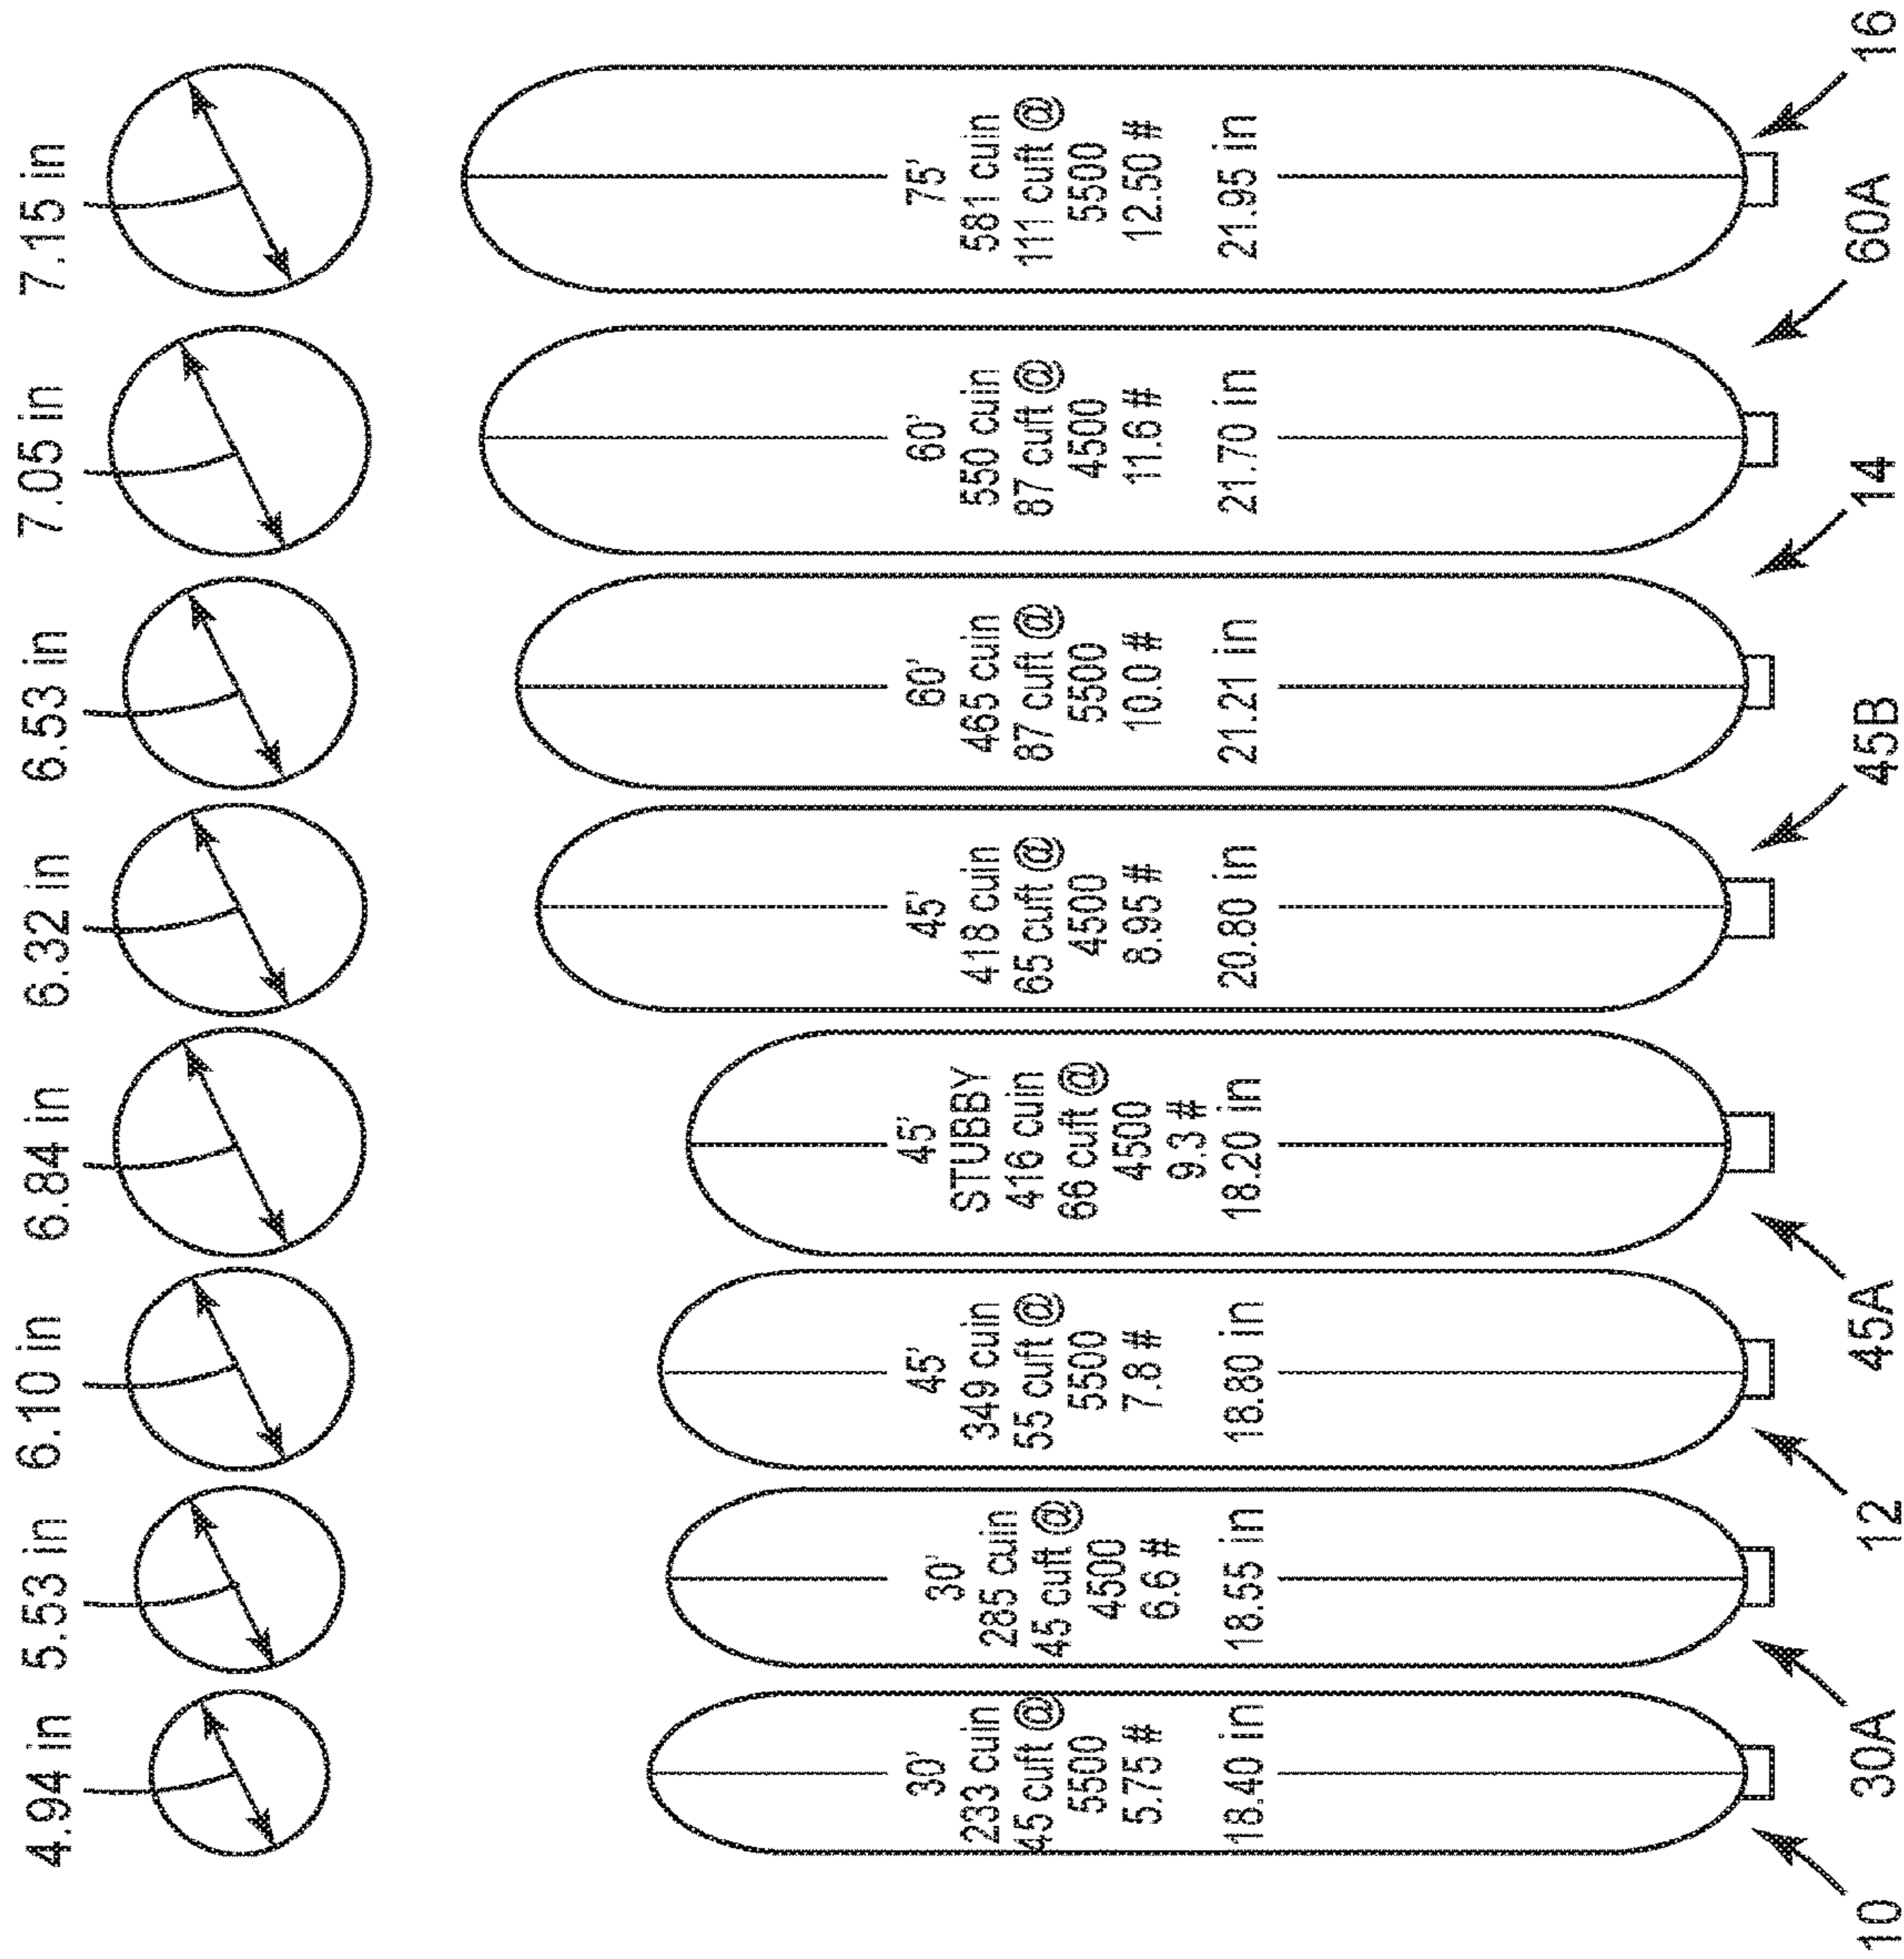 4.94 in
5.53 in
6.10 in
6.84 in
6.32 in
6.53 in
7.05 in
7.15 in
30'
233 cuin
45 cuft @
5500
5.75 #
18.40 in
30'
285 cuin
45 cuft @
4500
6.6 #
18.55 in
45'
349 cuin
55 cuft @
5500
7.8 #
18.80 in
45'
STUBBY
416 cuin
66 cuft @
4500
9.3 #
18.20 in
45'
418 cuin
65 cuft @
4500
8.95 #
20.80 in
60'
465 cuin
87 cuft @
5500
10.0 #
21.21 in
60'
550 cuin
87 cuft @
4500
11.6 #
21.70 in
75'
581 cuin
111 cuft @
5500
12.50 #
21.95 in
10
30A
12
45A
45B
14
60A
16